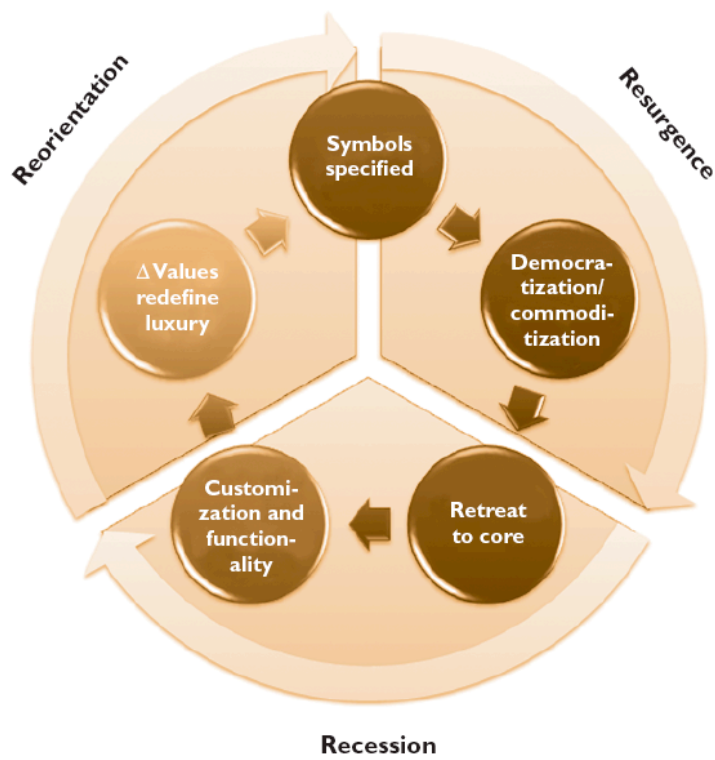 Reorientation
Resurgence
Symbols
specified
Δ Values
redefine
luxury
Democra-
tization/
commodi-
tization
Customi-
zation and
function-
ality
Retreat
to core
Recession